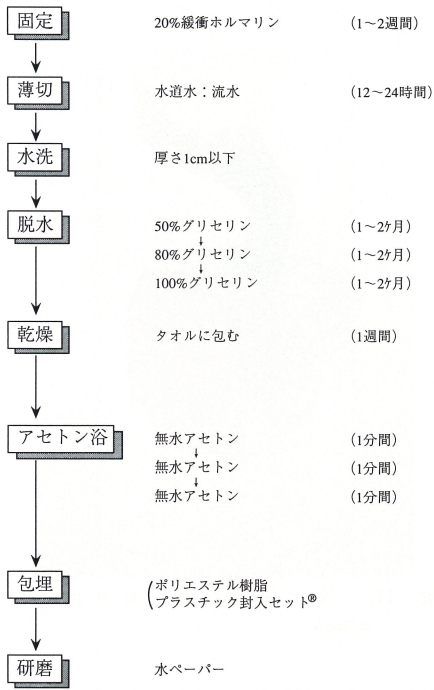 固定 20%緩衝ホルマリン (1〜2週間)
薄切 水道水：流水 (12〜24時間)
水洗 厚さ1cm以下
脱水 50%グリセリン (1〜2ケ月)
80%グリセリン (1〜2ケ月)
100%グリセリン (1〜2ケ月)
乾燥 タオルに包む (1週間)
アセトン浴 無水アセトン (1分間)
無水アセトン (1分間)
無水アセトン (1分間)
包埋 ポリエステル樹脂
プラスチック封入セット®
研磨 水ペーパー